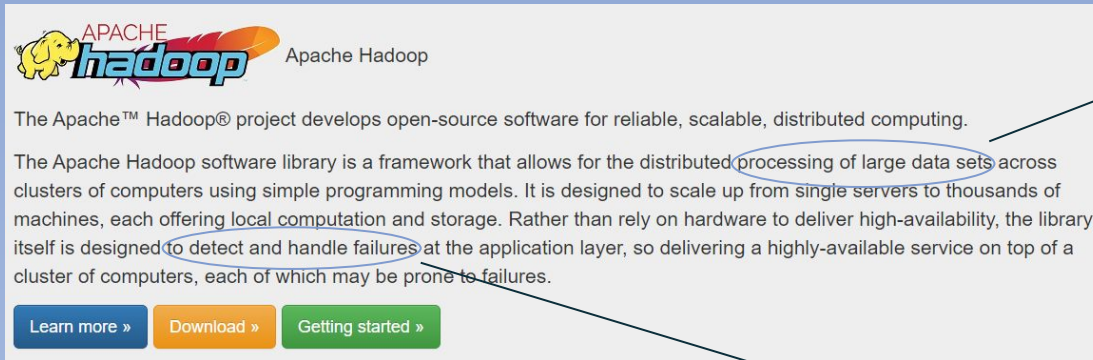 APACHE
hadoop
Apache Hadoop
The Apache™ Hadoop® project develops open-source software for reliable, scalable, distributed computing.
The Apache Hadoop software library is a framework that allows for the distributed processing of large data sets across
clusters of computers using simple programming models. It is designed to scale up from single servers to thousands of
machines, each offering local computation and storage. Rather than rely on hardware to deliver high-availability, the library
itself is designed to detect and handle failures at the application layer, so delivering a highly-available service on top of a
cluster of computers, each of which may be prone to failures.
Learn more » Download » Getting started »